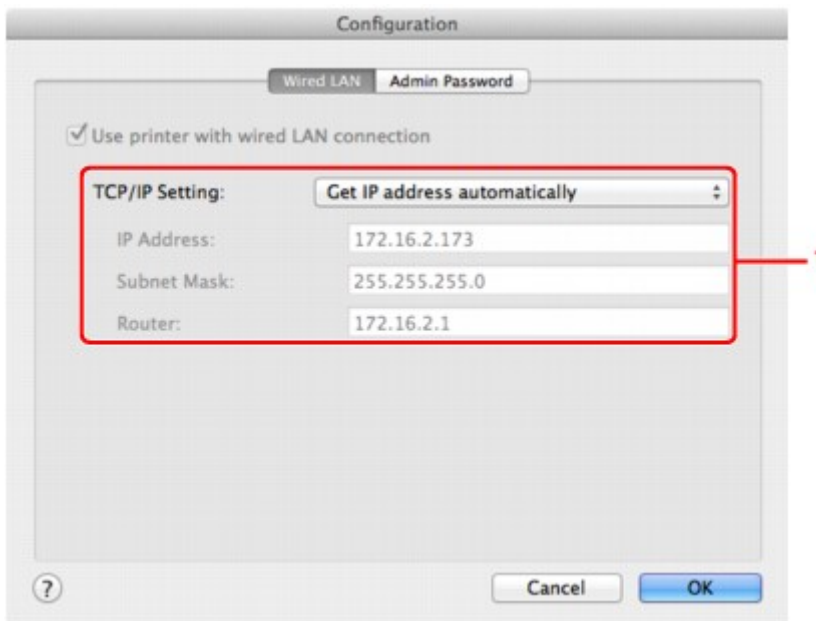 Configuration
Wired LAN Admin Password
Use printer with wired LAN connection
TCP/IP Setting: Get IP address automatically
IP Address: 172.16.2.173
Subnet Mask: 255.255.255.0
Router: 172.16.2.1
? Cancel OK